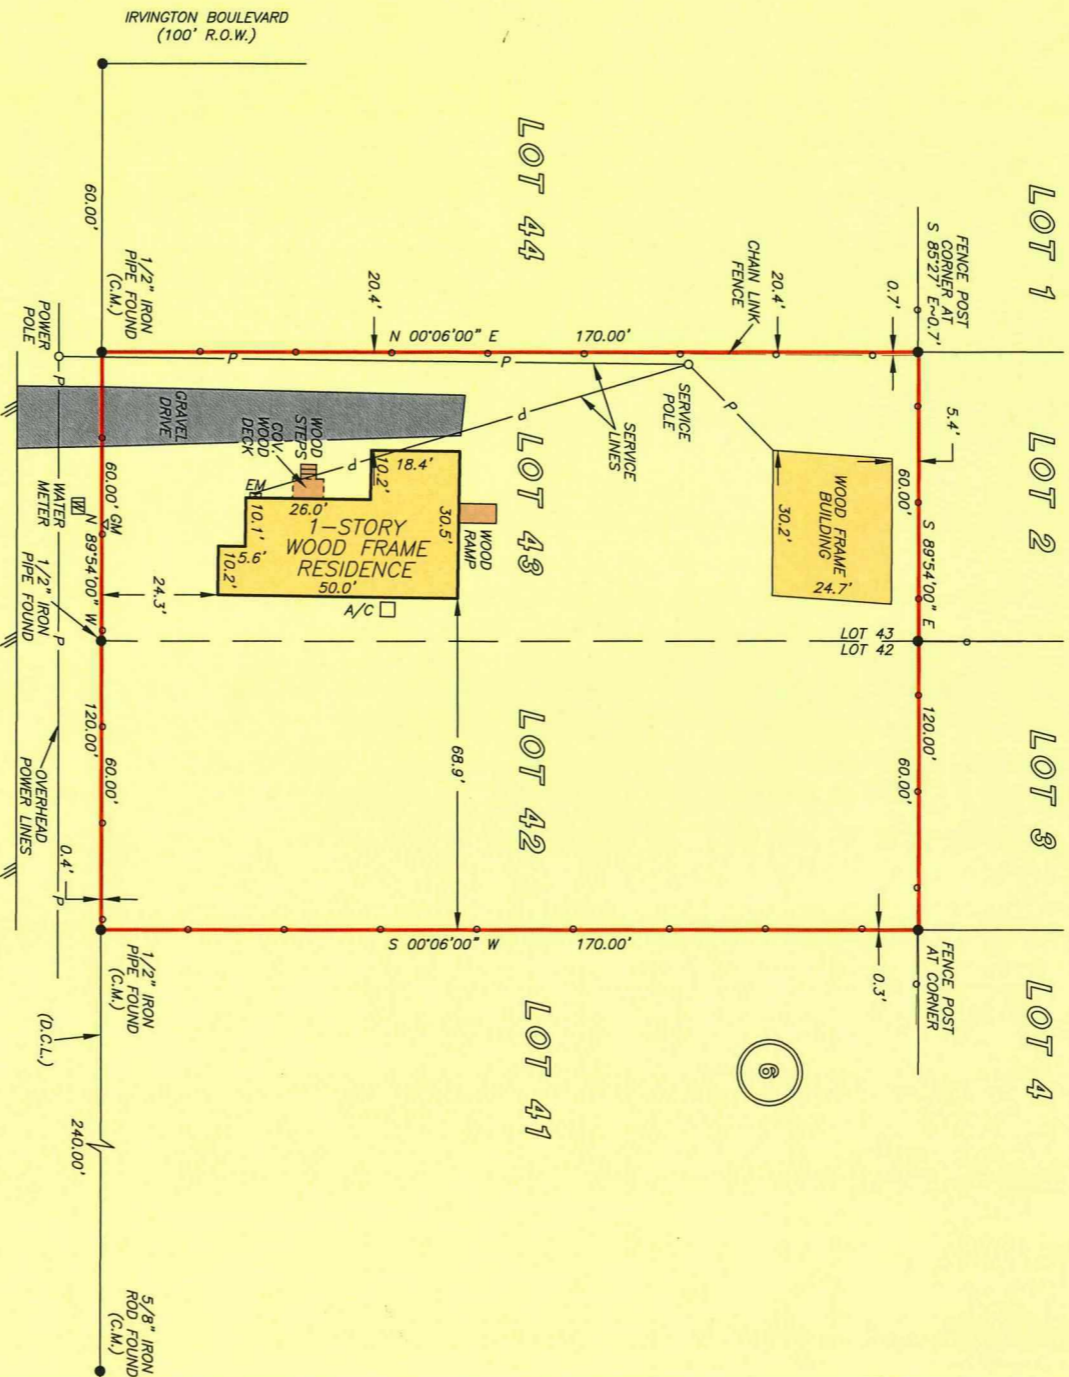 IRVINGTON BOULEVARD
(100' R.O.W.)
LOT 1
LOT 2
LOT 3
LOT 4
FENCE POST
CORNER AT
S 85°27' E~0.7'
0.7'
5.4'
60.00'
S 89°54'00" E
120.00'
60.00'
FENCE POST
AT CORNER
0.3'
LOT 44
LOT 43
LOT 42
LOT 41
6
CHAIN LINK
FENCE
20.4'
20.4'
N 00°06'00" E 170.00'
P
P
P
P
P
SERVICE
POLE
SERVICE
LINES
WOOD FRAME
BUILDING
30.2'
24.7'
LOT 43
LOT 42
WOOD
RAMP
18.4'
10.2'
30.5'
26.0'
10.1'
1-STORY
WOOD FRAME
RESIDENCE
15.6'
10.2'
50.0'
A/C
EM
WOOD
STEPS
COV.
WOOD
DECK
GRAVEL
DRIVE
24.3'
68.9'
S 00°06'00" W 170.00'
60.00'
1/2" IRON
PIPE FOUND
(C.M.)
POWER
POLE
P
60.00'
GM
N 89°54'00" W
W
WATER
METER
1/2" IRON
PIPE FOUND
P
120.00'
60.00'
OVERHEAD
POWER LINES
0.4'
P
1/2" IRON
PIPE FOUND
(C.M.)
(D.C.L.)
240.00'
5/8" IRON
ROD FOUND
(C.M.)